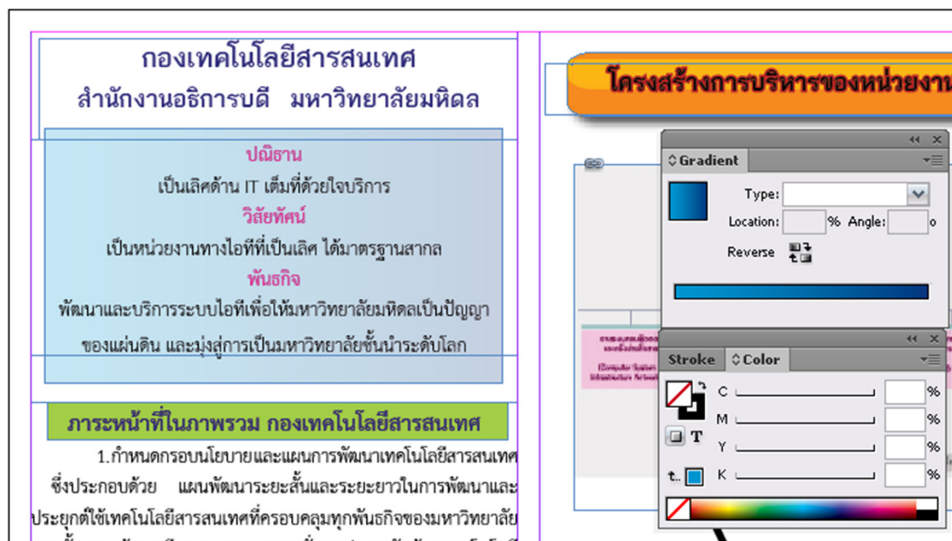 กองเทคโนโลยีสารสนเทศ
สำนักงานอธิการบดี มหาวิทยาลัยมหิดล
ปณิธาน
เป็นเลิศด้าน IT เต็มที่ด้วยใจบริการ
วิสัยทัศน์
เป็นหน่วยงานทางไอทีที่เป็นเลิศ ได้มาตรฐานสากล
พันธกิจ
พัฒนาและบริการระบบไอทีเพื่อให้มหาวิทยาลัยมหิดลเป็นปัญญา
ของแผ่นดิน และมุ่งสู่การเป็นมหาวิทยาลัยชั้นนำระดับโลก
ภาระหน้าที่ในภาพรวม กองเทคโนโลยีสารสนเทศ
1.กำหนดกรอบนโยบายและแผนการพัฒนาเทคโนโลยีสารสนเทศ
ซึ่งประกอบด้วย แผนพัฒนาระยะสั้นและระยะยาวในการพัฒนาและ
ประยุกต์ใช้เทคโนโลยีสารสนเทศที่ครอบคลุมทุกพันธกิจของมหาวิทยาลัย
โครงสร้างการบริหารของหน่วยงาน
Gradient
Type:
Location: % Angle: o
Reverse
(Computer System
Infrastructure Network
Stroke Color
C %
M %
T
Y %
K %